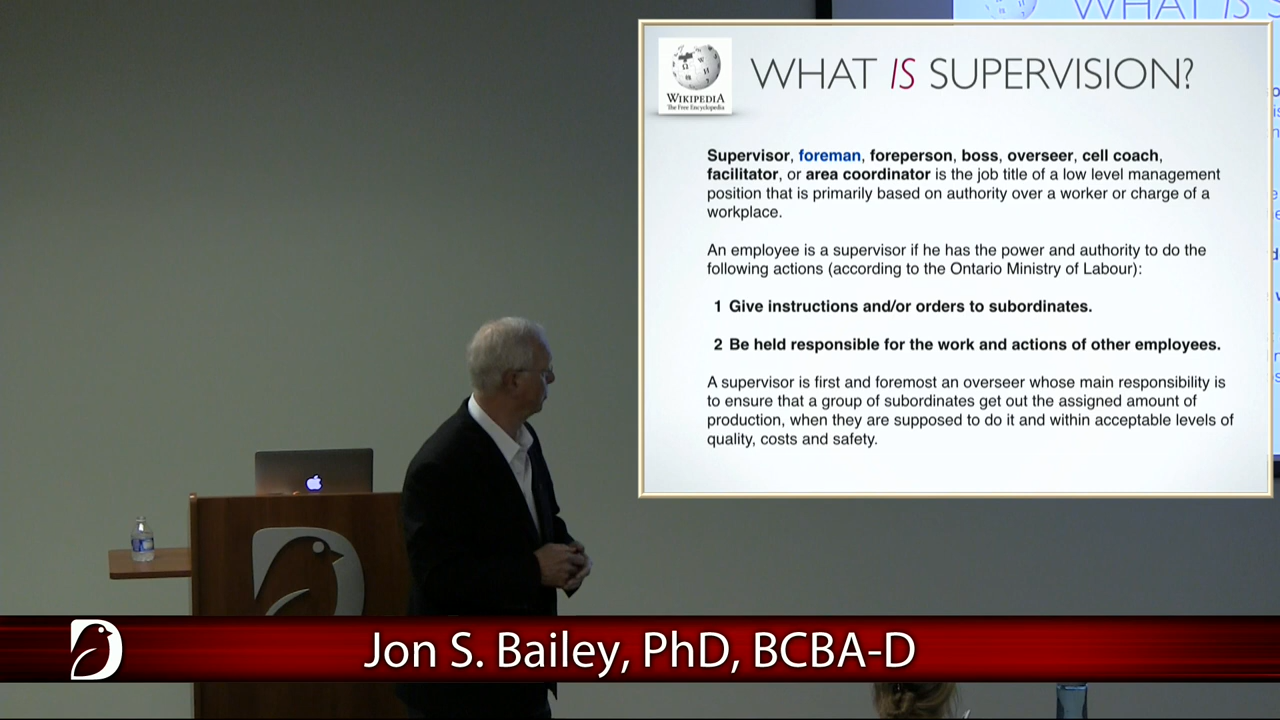 WHAT IS S
WIKIPEDIA
The Free Encyclopedia
WHAT IS SUPERVISION?
Supervisor, foreman, foreperson, boss, overseer, cell coach,
facilitator, or area coordinator is the job title of a low level management
position that is primarily based on authority over a worker or charge of a
workplace.
An employee is a supervisor if he has the power and authority to do the
following actions (according to the Ontario Ministry of Labour):
1 Give instructions and/or orders to subordinates.
2 Be held responsible for the work and actions of other employees.
A supervisor is first and foremost an overseer whose main responsibility is
to ensure that a group of subordinates get out the assigned amount of
production, when they are supposed to do it and within acceptable levels of
quality, costs and safety.
Jon S. Bailey, PhD, BCBA-D